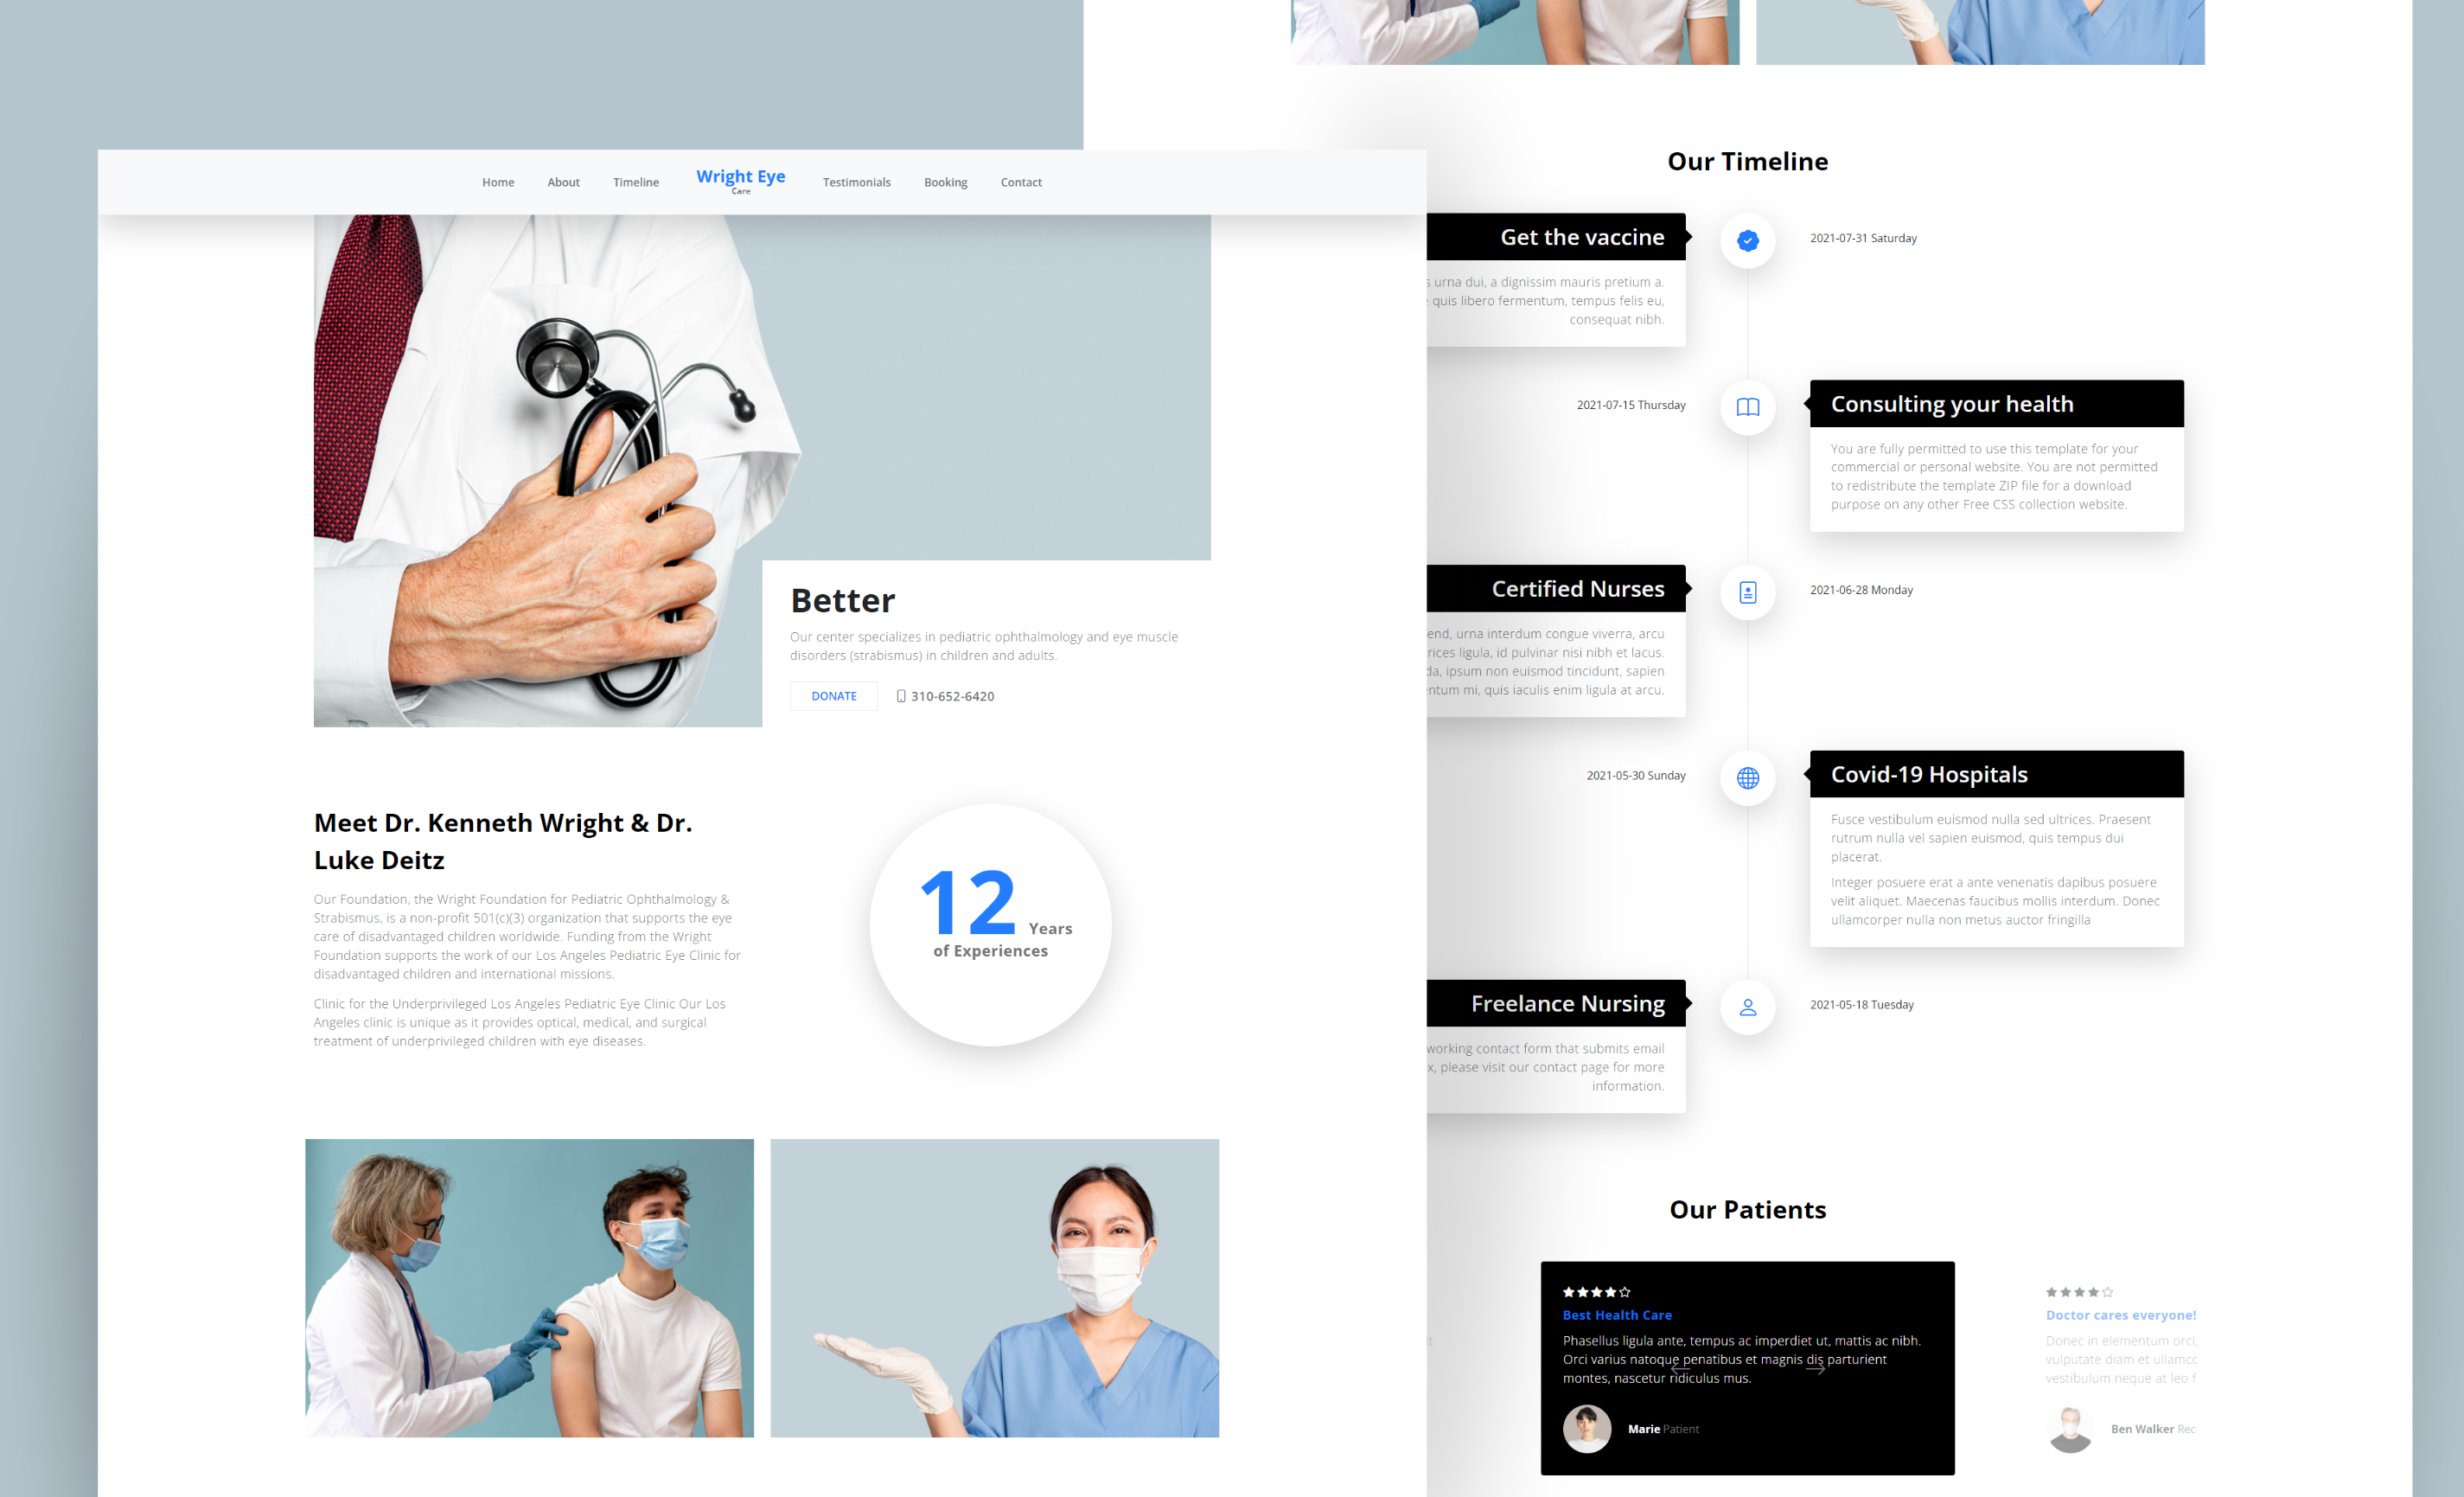 Home
About
Timeline
Wright Eye
Care
Testimonials
Booking
Contact
Better
Our center specializes in pediatric ophthalmology and eye muscle
disorders (strabismus) in children and adults.
DONATE
310-652-6420
Meet Dr. Kenneth Wright & Dr.
Luke Deitz
Our Foundation, the Wright Foundation for Pediatric Ophthalmology &
Strabismus, is a non-profit 501(c)(3) organization that supports the eye
care of disadvantaged children worldwide. Funding from the Wright
Foundation supports the work of our Los Angeles Pediatric Eye Clinic for
disadvantaged children and international missions.
Clinic for the Underprivileged Los Angeles Pediatric Eye Clinic Our Los
Angeles clinic is unique as it provides optical, medical, and surgical
treatment of underprivileged children with eye diseases.
12 Years
of Experiences
Our Timeline
Get the vaccine
2021-07-31 Saturday
urna dui, a dignissim mauris pretium a.
quis libero fermentum, tempus felis eu,
consequat nibh.
2021-07-15 Thursday
Consulting your health
You are fully permitted to use this template for your
commercial or personal website. You are not permitted
to redistribute the template ZIP file for a download
purpose on any other Free CSS collection website.
Certified Nurses
2021-06-28 Monday
end, urna interdum congue viverra, arcu
rices ligula, id pulvinar nisi nibh et lacus.
da, ipsum non euismod tincidunt, sapien
entum mi, quis iaculis enim ligula at arcu.
2021-05-30 Sunday
Covid-19 Hospitals
Fusce vestibulum euismod nulla sed ultrices. Praesent
rutrum nulla vel sapien euismod, quis tempus dui
placerat.
Integer posuere erat a ante venenatis dapibus posuere
velit aliquet. Maecenas faucibus mollis interdum. Donec
ullamcorper nulla non metus auctor fringilla
Freelance Nursing
2021-05-18 Tuesday
working contact form that submits email
x, please visit our contact page for more
information.
Our Patients
Best Health Care
Phasellus ligula ante, tempus ac imperdiet ut, mattis ac nibh.
Orci varius natoque penatibus et magnis dis parturient
montes, nascetur ridiculus mus.
Marie Patient
it
Doctor cares everyone!
Donec in elementum orci,
vulputate diam et ullamc
vestibulum neque at leo f
Ben Walker Rec